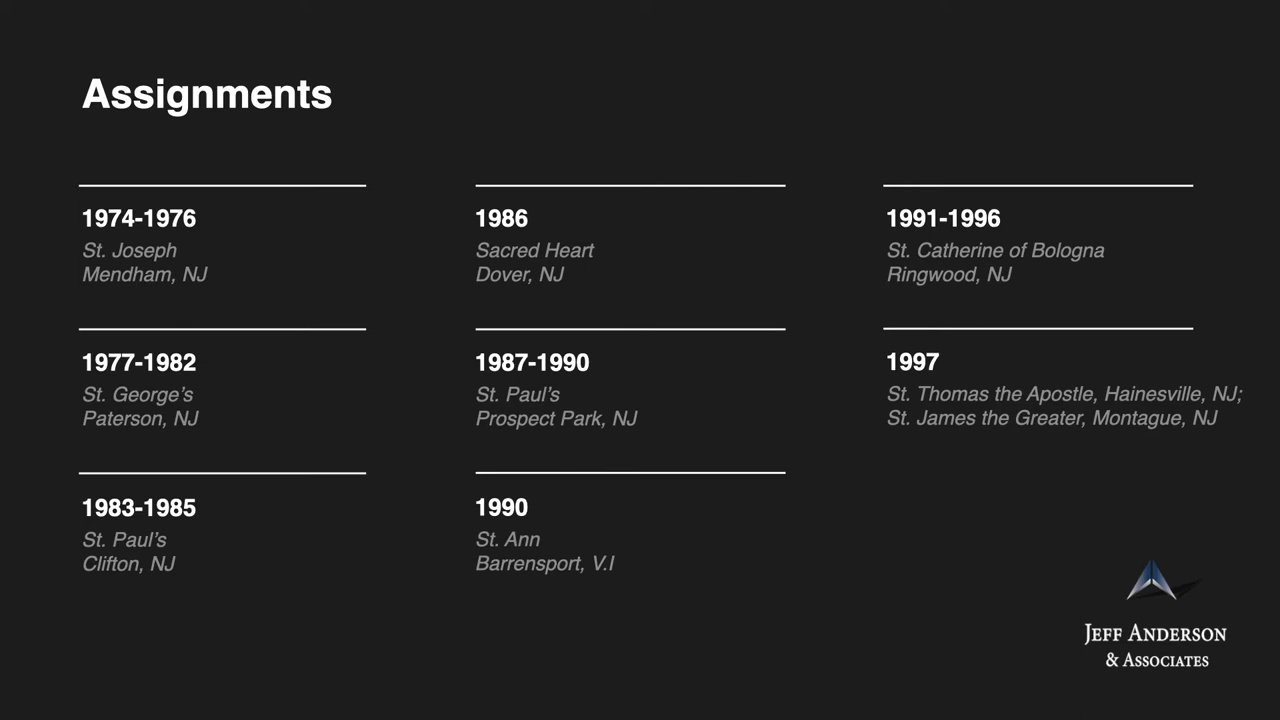 Assignments
1974-1976
St. Joseph
Mendham, NJ
1977-1982
St. George’s
Paterson, NJ
1983-1985
St. Paul’s
Clifton, NJ
1986
Sacred Heart
Dover, NJ
1987-1990
St. Paul’s
Prospect Park, NJ
1990
St. Ann
Barrensport, V.I
1991-1996
St. Catherine of Bologna
Ringwood, NJ
1997
St. Thomas the Apostle, Hainesville, NJ;
St. James the Greater, Montague, NJ
JEFF ANDERSON
& ASSOCIATES